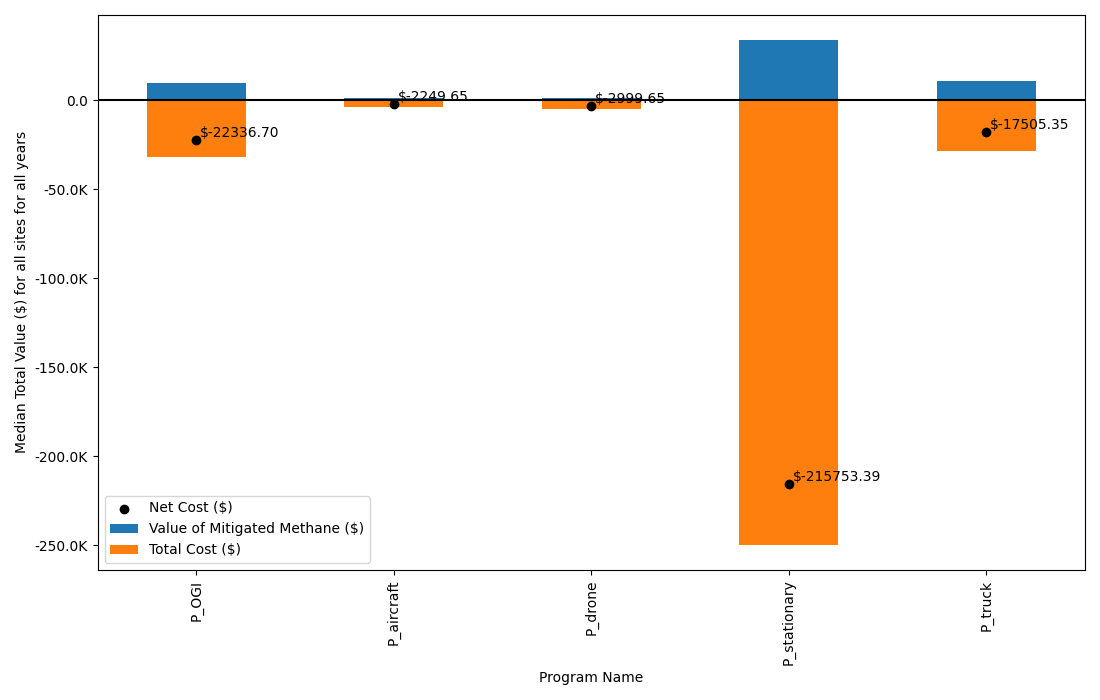 Median Total Value ($) for all sites for all years
0.0
-50.0K
-100.0K
-150.0K
-200.0K
-250.0K
$-22336.70
$-2249.65
$-2999.65
$-215753.39
$-17505.35
Net Cost ($)
Value of Mitigated Methane ($)
Total Cost ($)
P_OGI
P_aircraft
P_drone
P_stationary
P_truck
Program Name